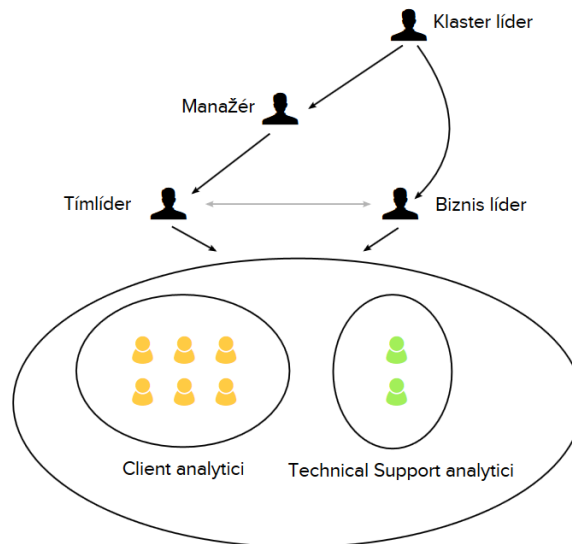 Klaster líder
Manažér
Tímlíder
Biznis líder
Client analytici
Technical Support analytici